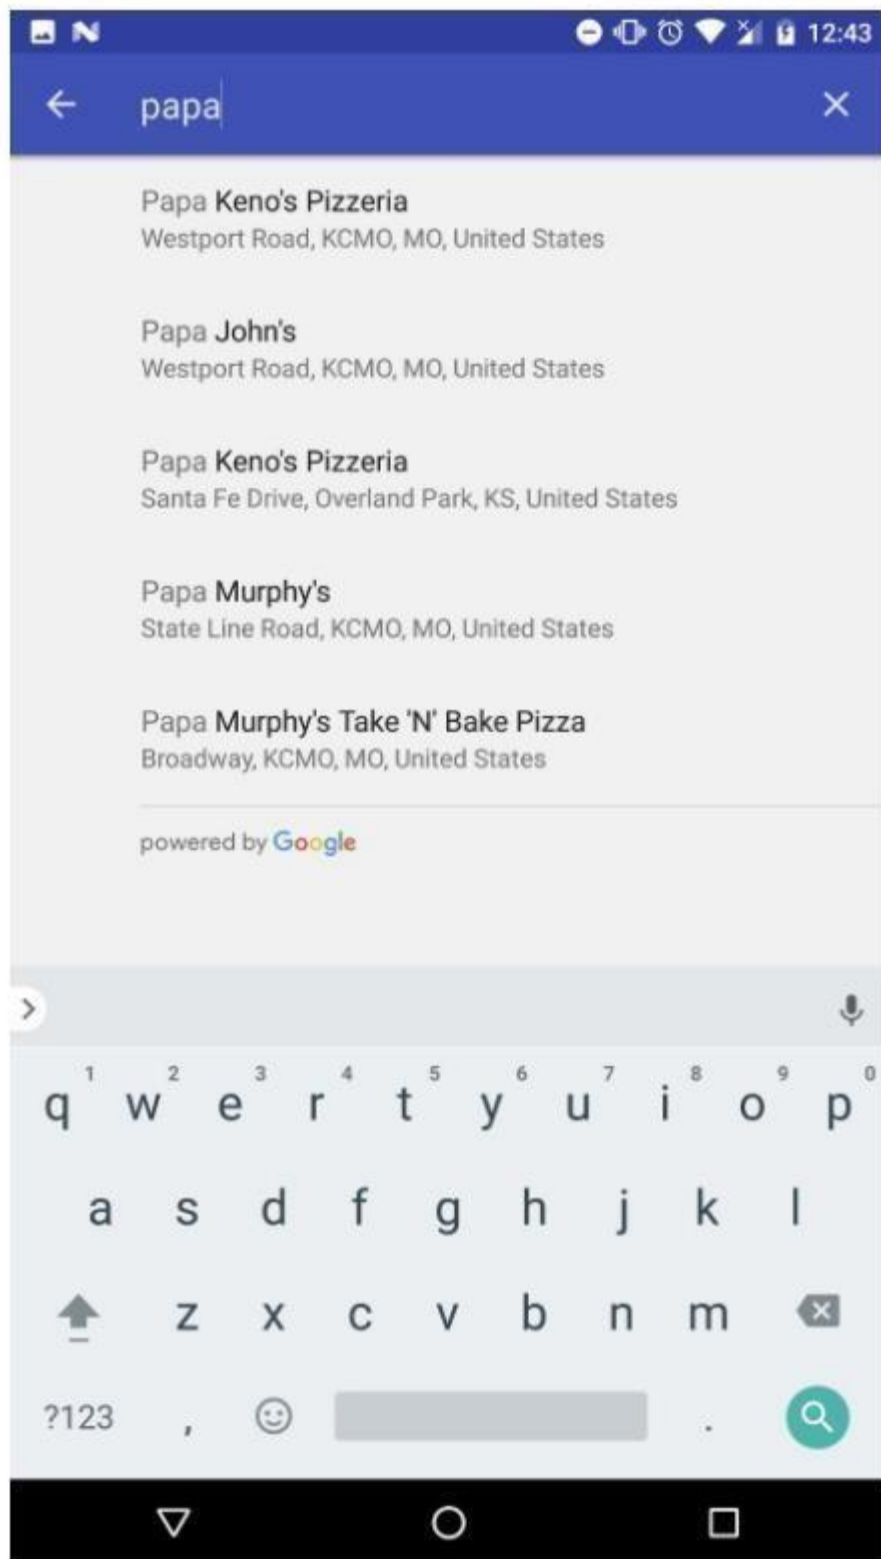 12:43
papa
Papa Keno's Pizzeria
Westport Road, KCMO, MO, United States
Papa John's
Westport Road, KCMO, MO, United States
Papa Keno's Pizzeria
Santa Fe Drive, Overland Park, KS, United States
Papa Murphy's
State Line Road, KCMO, MO, United States
Papa Murphy's Take 'N' Bake Pizza
Broadway, KCMO, MO, United States
powered by Google
1 2 3 4 5 6 7 8 9 0
q w e r t y u i o p
a s d f g h j k l
z x c v b n m
?123 , .